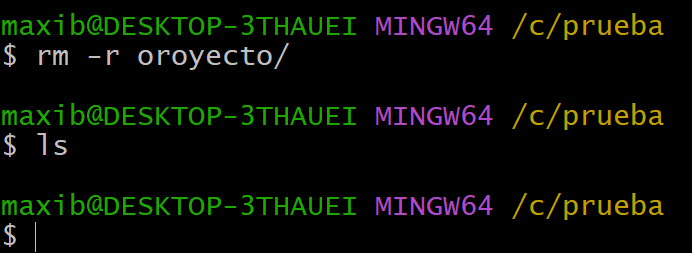 maxib@DESKTOP-3THAUEI MINGW64 /c/prueba
$ rm -r oroyecto/
maxib@DESKTOP-3THAUEI MINGW64 /c/prueba
$ ls
maxib@DESKTOP-3THAUEI MINGW64 /c/prueba
$